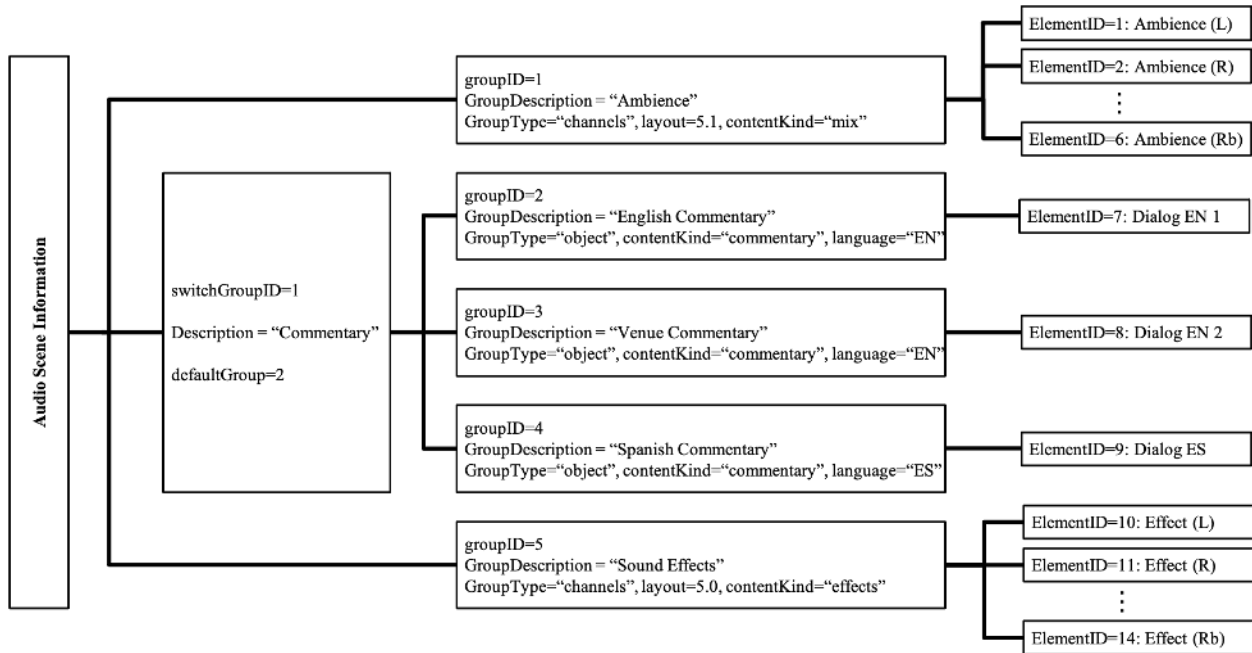 Audio Scene Information
groupID=1
GroupDescription = “Ambience”
GroupType=“channels”, layout=5.1, contentKind=“mix”
ElementID=1: Ambience (L)
ElementID=2: Ambience (R)
⋮
ElementID=6: Ambience (Rb)
switchGroupID=1
Description = “Commentary”
defaultGroup=2
groupID=2
GroupDescription = “English Commentary”
GroupType=“object”, contentKind=“commentary”, language=“EN”
ElementID=7: Dialog EN 1
groupID=3
GroupDescription = “Venue Commentary”
GroupType=“object”, contentKind=“commentary”, language=“EN”
ElementID=8: Dialog EN 2
groupID=4
GroupDescription = “Spanish Commentary”
GroupType=“object”, contentKind=“commentary”, language=“ES”
ElementID=9: Dialog ES
groupID=5
GroupDescription = “Sound Effects”
GroupType=“channels”, layout=5.0, contentKind=“effects”
ElementID=10: Effect (L)
ElementID=11: Effect (R)
⋮
ElementID=14: Effect (Rb)